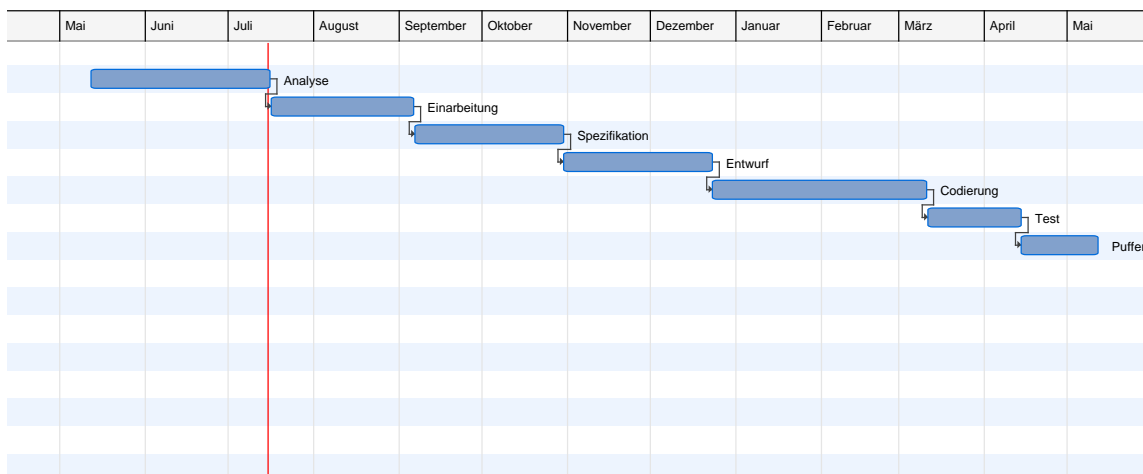 Mai Juni Juli August September Oktober November Dezember Januar Februar März April Mai
Analyse
Einarbeitung
Spezifikation
Entwurf
Codierung
Test
Puffer